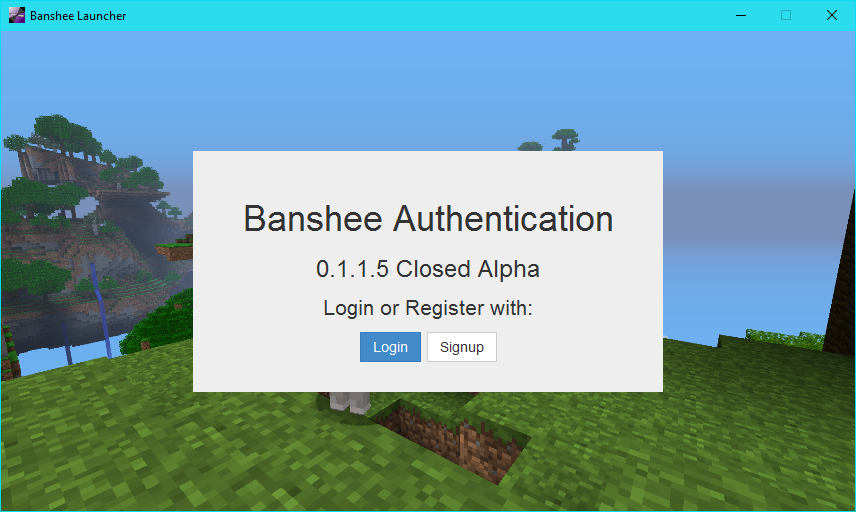 Banshee Launcher
Banshee Authentication
0.1.1.5 Closed Alpha
Login or Register with:
Login Signup